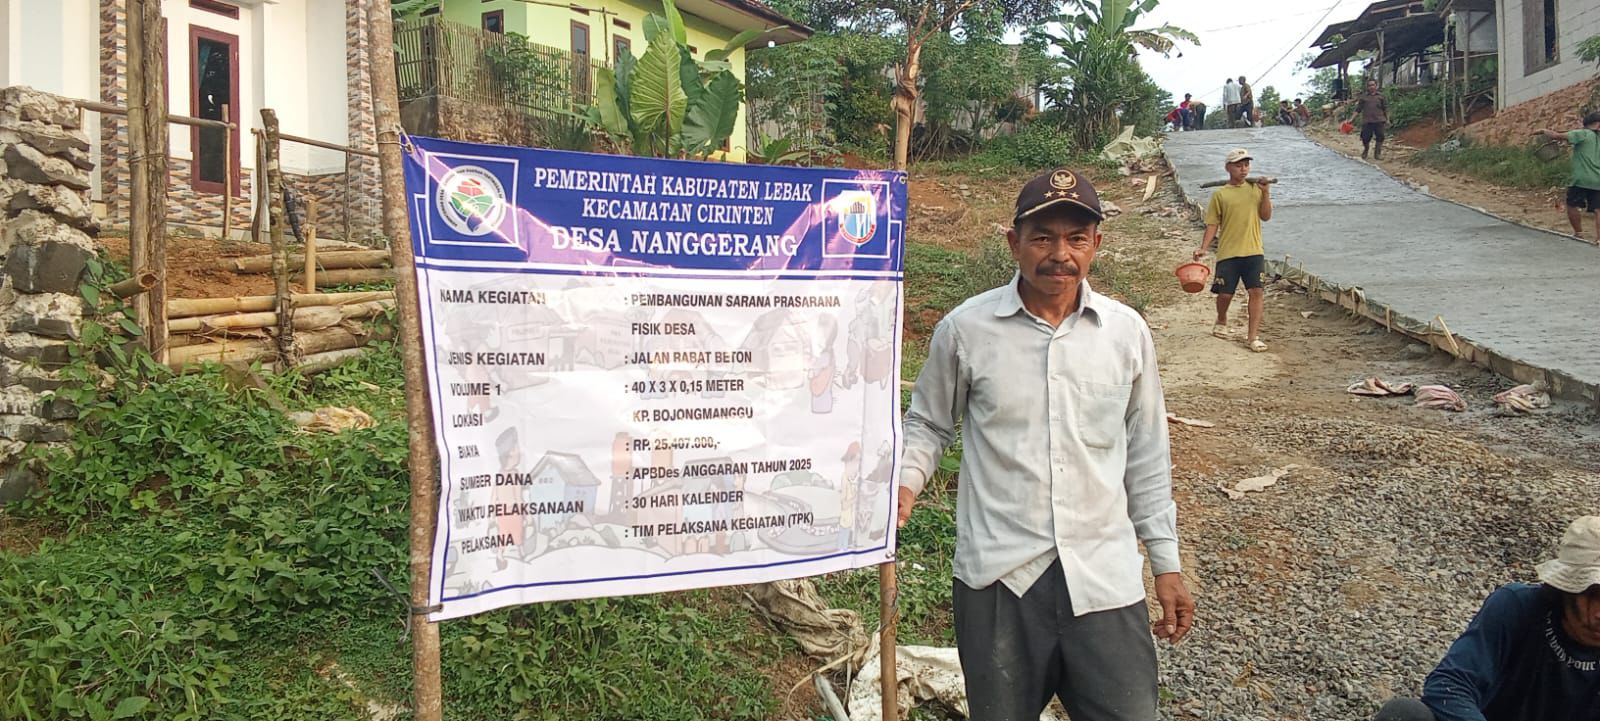 PEMERINTAH KABUPATEN LEBAK
KECAMATAN CIRINTEN
DESA NANGGERANG
NAMA KEGIATAN : PEMBANGUNAN SARANA PRASARANA
FISIK DESA
JENIS KEGIATAN : JALAN RABAT BETON
VOLUME 1 : 40 X 3 X 0,15 METER
LOKASI KP. BOJONGMANGGU
BIAYA : RP. 25.407.000,-
SUMBER DANA : APBDes ANGGARAN TAHUN 2025
WAKTU PELAKSANAAN : 30 HARI KALENDER
PELAKSANA : TIM PELAKSANA KEGIATAN (TPK)